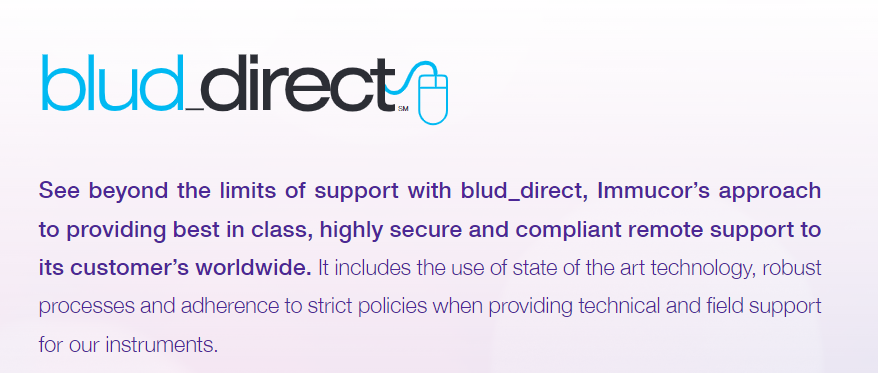 blud_direct SM
See beyond the limits of support with blud_direct, Immucor’s approach
to providing best in class, highly secure and compliant remote support to
its customer’s worldwide. It includes the use of state of the art technology, robust
processes and adherence to strict policies when providing technical and field support
for our instruments.